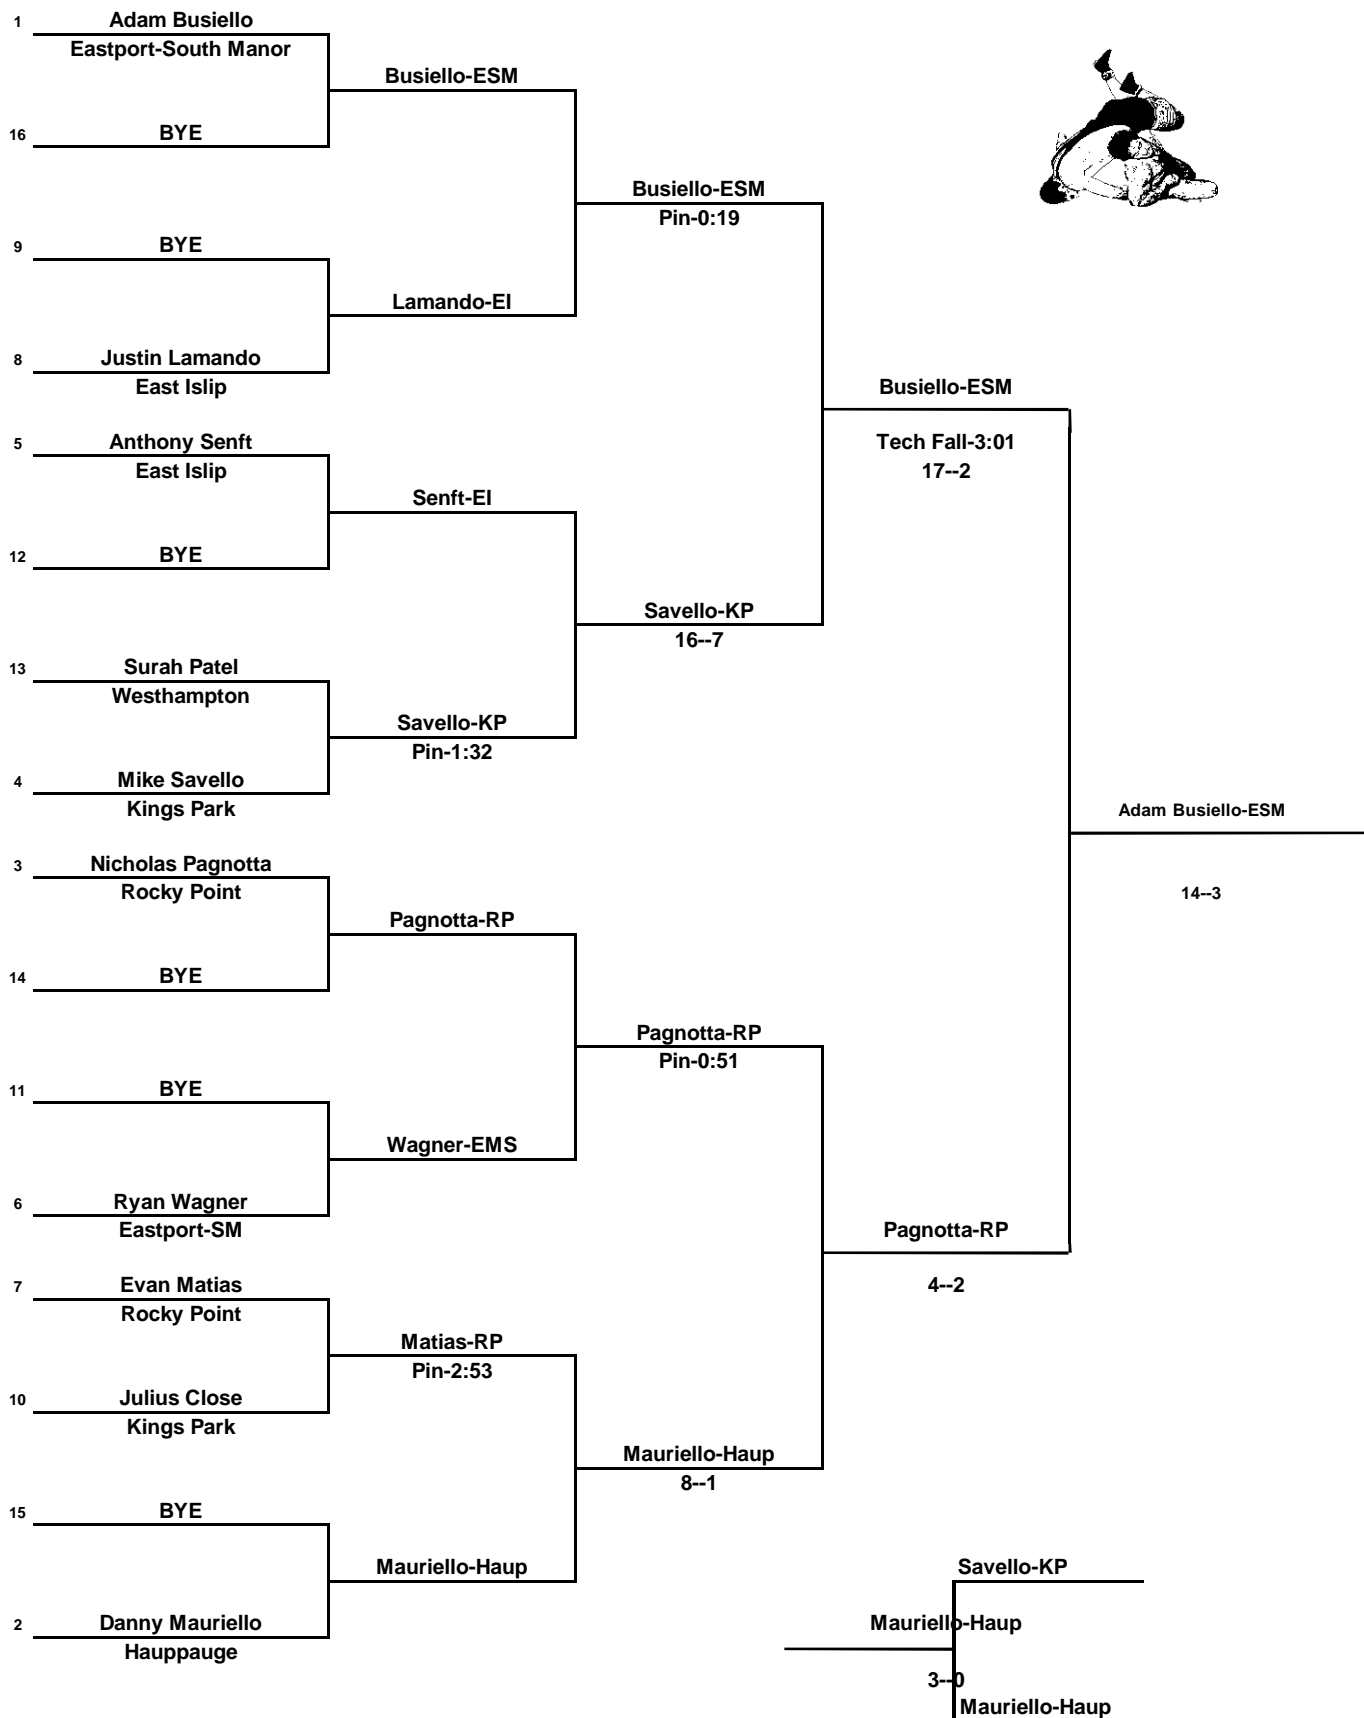 1
Adam Busiello
Eastport-South Manor
Busiello-ESM
16
BYE
Busiello-ESM
Pin-0:19
9
BYE
Lamando-EI
8
Justin Lamando
East Islip
Busiello-ESM
Tech Fall-3:01
17--2
5
Anthony Senft
East Islip
Senft-EI
12
BYE
Savello-KP
16--7
13
Surah Patel
Westhampton
Savello-KP
Pin-1:32
4
Mike Savello
Kings Park
Adam Busiello-ESM
14--3
3
Nicholas Pagnotta
Rocky Point
Pagnotta-RP
14
BYE
Pagnotta-RP
Pin-0:51
11
BYE
Wagner-EMS
6
Ryan Wagner
Eastport-SM
Pagnotta-RP
4--2
7
Evan Matias
Rocky Point
Matias-RP
Pin-2:53
10
Julius Close
Kings Park
Mauriello-Haup
8--1
15
BYE
Mauriello-Haup
2
Danny Mauriello
Hauppauge
Savello-KP
Mauriello-Haup
3--0
Mauriello-Haup